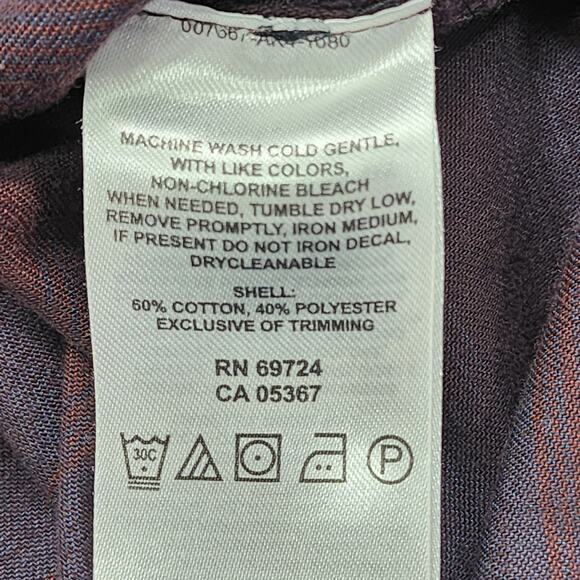 MACHINE WASH COLD GENTLE,
WITH LIKE COLORS,
NON-CHLORINE BLEACH
WHEN NEEDED, TUMBLE DRY LOW,
REMOVE PROMPTLY, IRON MEDIUM,
IF PRESENT DO NOT IRON DECAL,
DRYCLEANABLE
SHELL:
60% COTTON, 40% POLYESTER
EXCLUSIVE OF TRIMMING
RN 69724
CA 05367
30C P